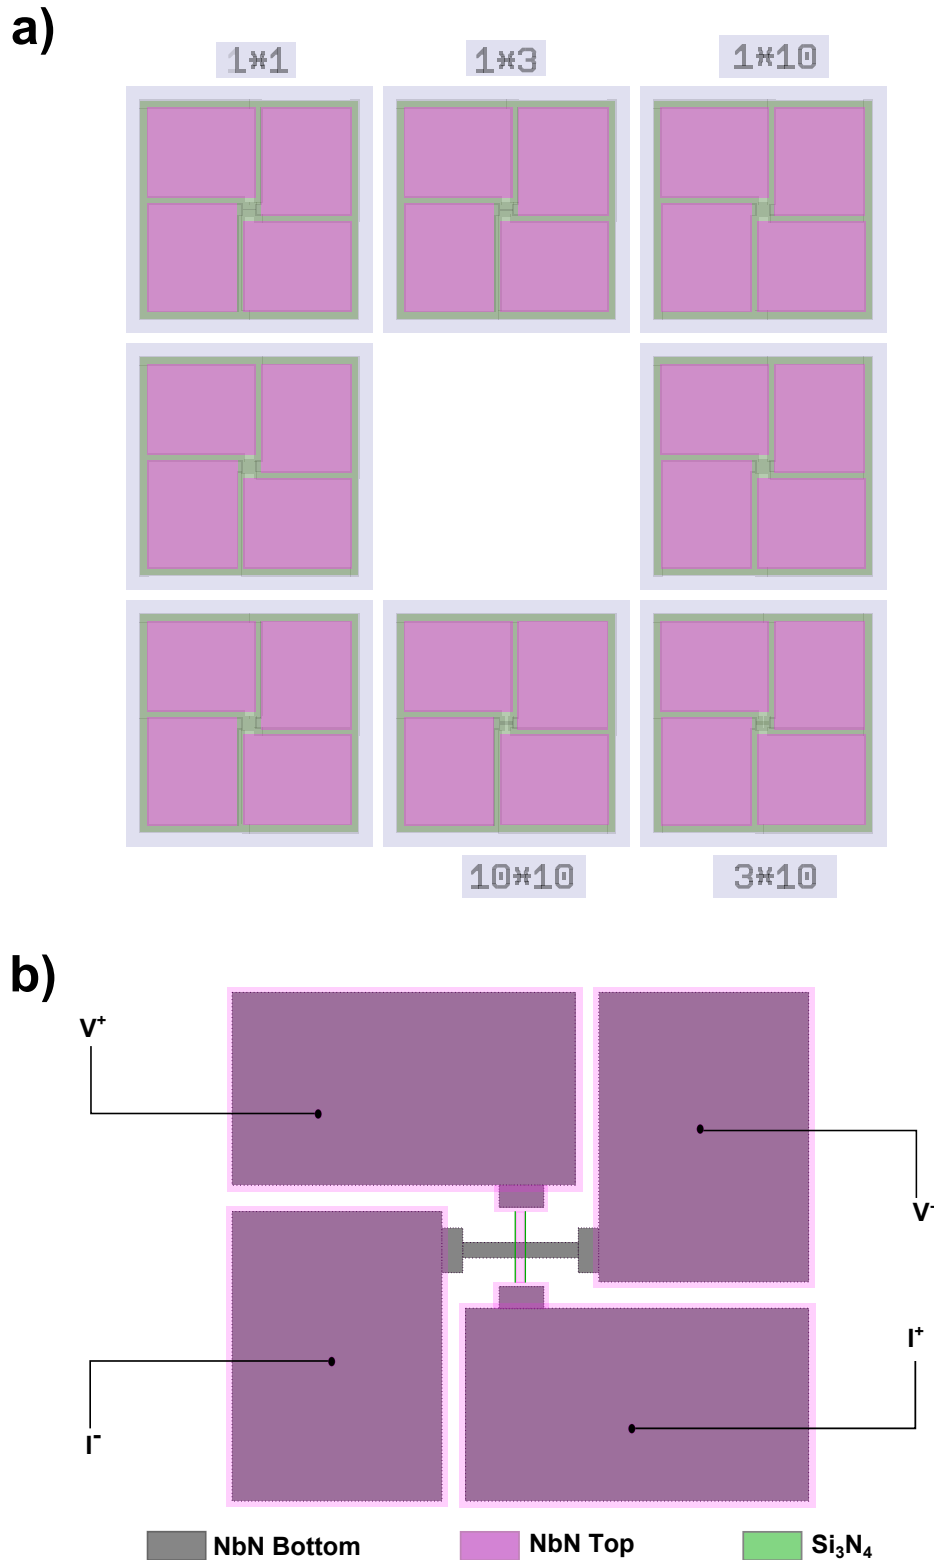 a)
1*1 1*3 1*10
10*10 3*10
b)
V⁺
V⁻
I⁺
I⁻
NbN Bottom NbN Top Si₃N₄